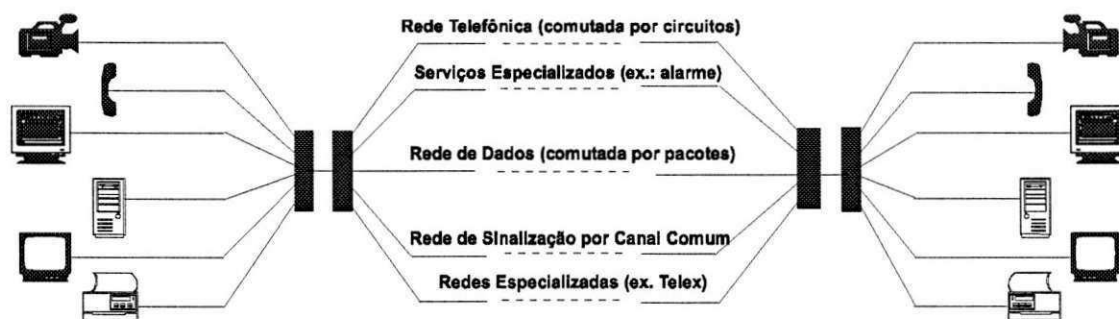 Rede Telefônica (comutada por circuitos)
Serviços Especializados (ex.: alarme)
Rede de Dados (comutada por pacotes)
Rede de Sinalização por Canal Comum
Redes Especializadas (ex. Telex)